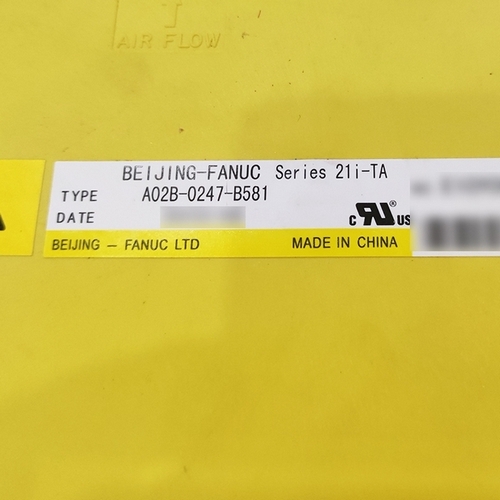 AIR FLOW
BEIJING-FANUC Series 21i-TA
TYPE A02B-0247-B581
DATE
c RU ® US
BEIJING - FANUC LTD MADE IN CHINA